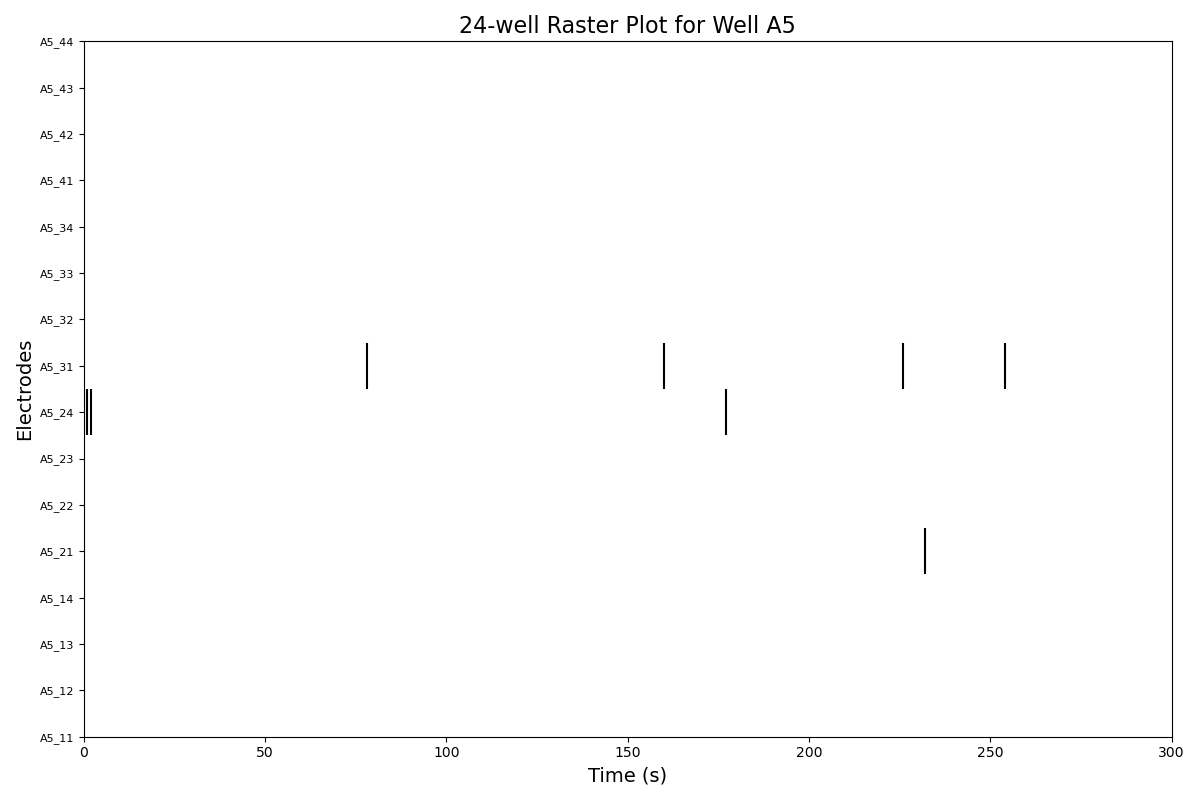 24-well Raster Plot for Well A5
A5_44
A5_43
A5_42
A5_41
A5_34
A5_33
A5_32
A5_31
A5_24
A5_23
A5_22
A5_21
A5_14
A5_13
A5_12
A5_11
Electrodes
0 50 100 150 200 250 300
Time (s)